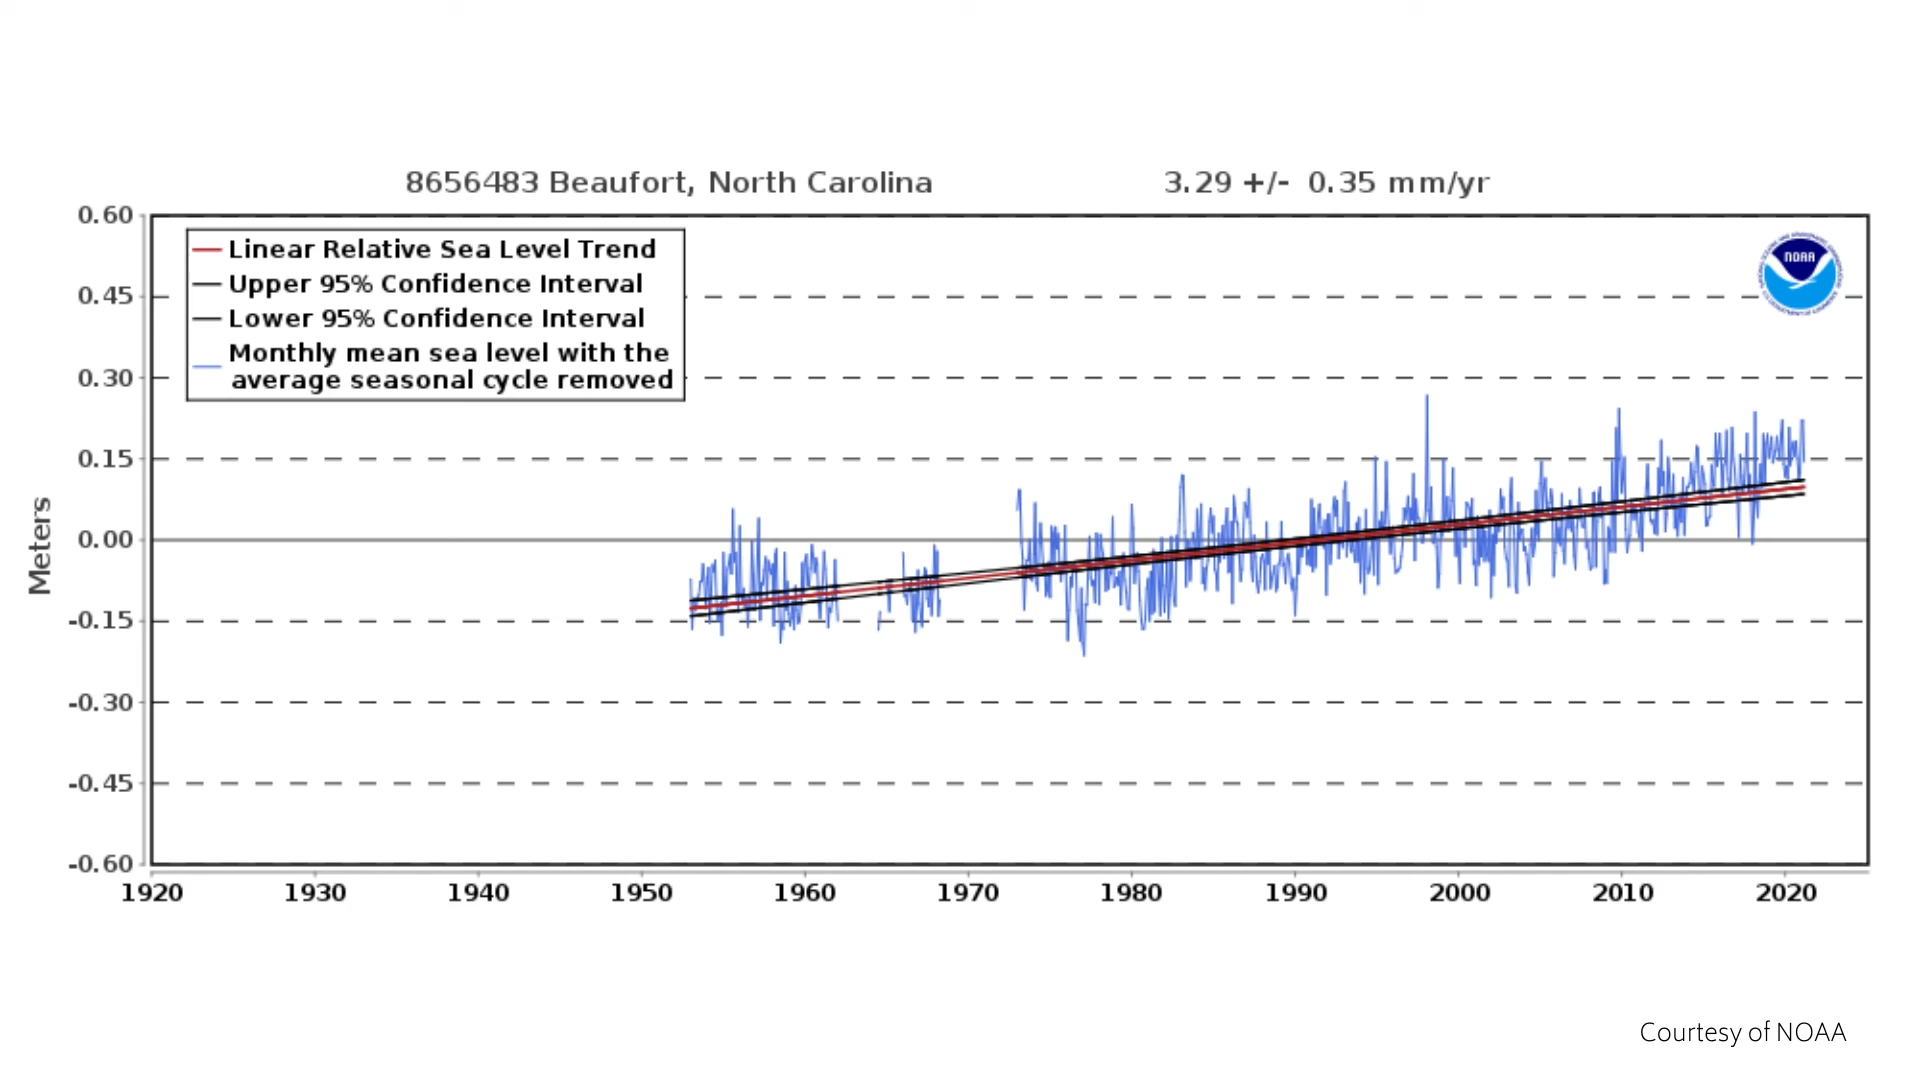 8656483 Beaufort, North Carolina 3.29 +/- 0.35 mm/yr
0.60
0.45
0.30
0.15
0.00
-0.15
-0.30
-0.45
-0.60
Meters
Linear Relative Sea Level Trend
Upper 95% Confidence Interval
Lower 95% Confidence Interval
Monthly mean sea level with the
average seasonal cycle removed
NOAA
1920 1930 1940 1950 1960 1970 1980 1990 2000 2010 2020
Courtesy of NOAA